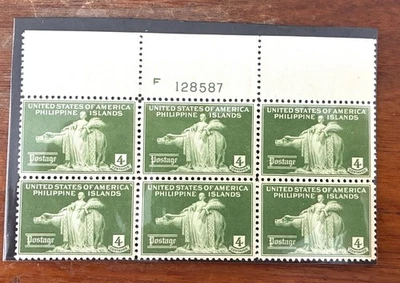 F 128587
UNITED STATES OF AMERICA UNITED STATES OF AMERICA UNITED STATES OF AMERICA
PHILIPPINE ISLANDS PHILIPPINE ISLANDS PHILIPPINE ISLANDS
Postage 4 Postage 4 Postage 4
UNITED STATES OF AMERICA UNITED STATES OF AMERICA UNITED STATES OF AMERICA
PHILIPPINE ISLANDS PHILIPPINE ISLANDS PHILIPPINE ISLANDS
Postage 4 Postage 4 Postage 4